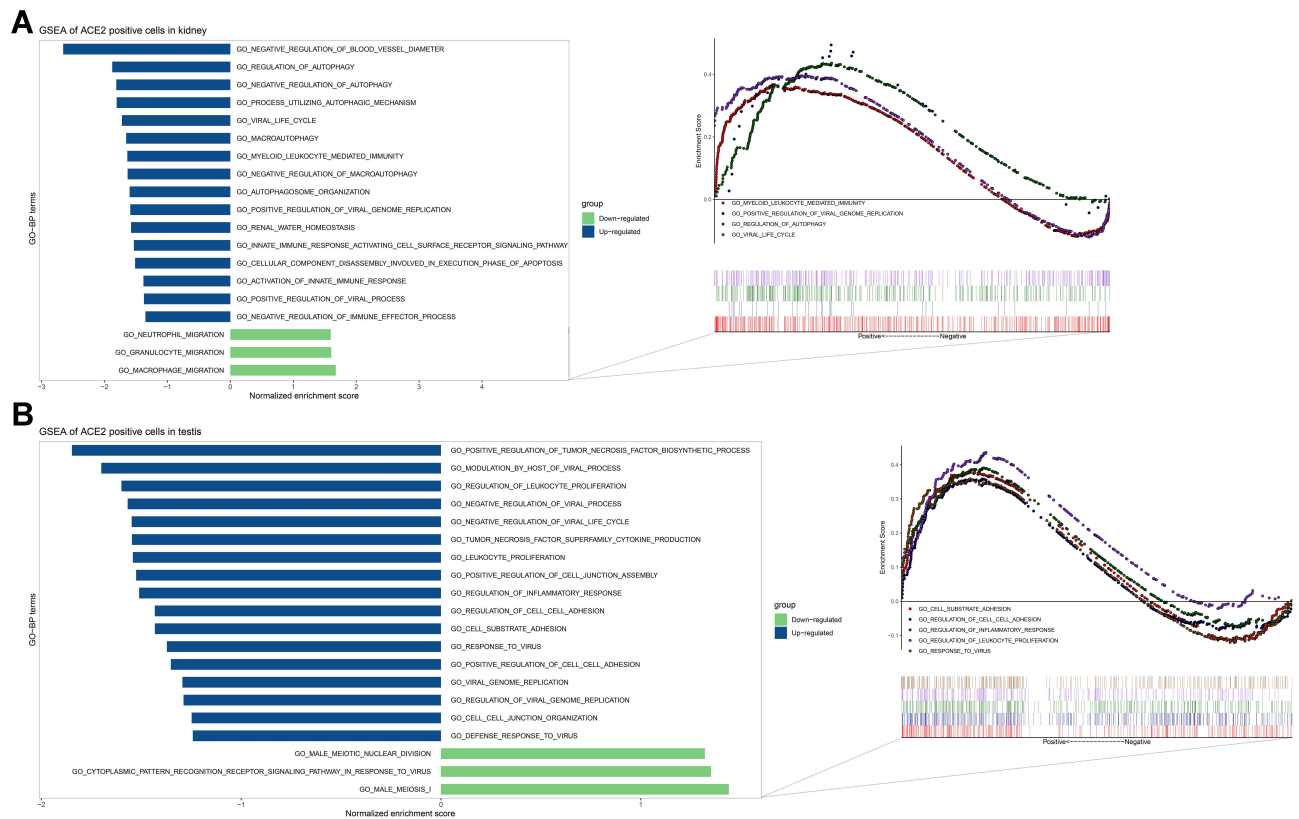 A
GSEA of ACE2 positive cells in kidney
GO−BP terms
GO_NEGATIVE_REGULATION_OF_BLOOD_VESSEL_DIAMETER
GO_REGULATION_OF_AUTOPHAGY
GO_NEGATIVE_REGULATION_OF_AUTOPHAGY
GO_PROCESS_UTILIZING_AUTOPHAGIC_MECHANISM
GO_VIRAL_LIFE_CYCLE
GO_MACROAUTOPHAGY
GO_MYELOID_LEUKOCYTE_MEDIATED_IMMUNITY
GO_NEGATIVE_REGULATION_OF_MACROAUTOPHAGY
GO_AUTOPHAGOSOME_ORGANIZATION
GO_POSITIVE_REGULATION_OF_VIRAL_GENOME_REPLICATION
GO_RENAL_WATER_HOMEOSTASIS
GO_INNATE_IMMUNE_RESPONSE_ACTIVATING_CELL_SURFACE_RECEPTOR_SIGNALING_PATHWAY
GO_CELLULAR_COMPONENT_DISASSEMBLY_INVOLVED_IN_EXECUTION_PHASE_OF_APOPTOSIS
GO_ACTIVATION_OF_INNATE_IMMUNE_RESPONSE
GO_POSITIVE_REGULATION_OF_VIRAL_PROCESS
GO_NEGATIVE_REGULATION_OF_IMMUNE_EFFECTOR_PROCESS
GO_NEUTROPHIL_MIGRATION
GO_GRANULOCYTE_MIGRATION
GO_MACROPHAGE_MIGRATION
−3 −2 −1 0 1 2 3 4
Normalized enrichment score
group
Down−regulated
Up−regulated
Enrichment Score
0.4
0.2
0.0
GO_MYELOID_LEUKOCYTE_MEDIATED_IMMUNITY
GO_POSITIVE_REGULATION_OF_VIRAL_GENOME_REPLICATION
GO_REGULATION_OF_AUTOPHAGY
GO_VIRAL_LIFE_CYCLE
Positive<------------------Negative
B
GSEA of ACE2 positive cells in testis
GO−BP terms
GO_POSITIVE_REGULATION_OF_TUMOR_NECROSIS_FACTOR_BIOSYNTHETIC_PROCESS
GO_MODULATION_BY_HOST_OF_VIRAL_PROCESS
GO_REGULATION_OF_LEUKOCYTE_PROLIFERATION
GO_NEGATIVE_REGULATION_OF_VIRAL_PROCESS
GO_NEGATIVE_REGULATION_OF_VIRAL_LIFE_CYCLE
GO_TUMOR_NECROSIS_FACTOR_SUPERFAMILY_CYTOKINE_PRODUCTION
GO_LEUKOCYTE_PROLIFERATION
GO_POSITIVE_REGULATION_OF_CELL_JUNCTION_ASSEMBLY
GO_REGULATION_OF_INFLAMMATORY_RESPONSE
GO_REGULATION_OF_CELL_CELL_ADHESION
GO_CELL_SUBSTRATE_ADHESION
GO_RESPONSE_TO_VIRUS
GO_POSITIVE_REGULATION_OF_CELL_CELL_ADHESION
GO_VIRAL_GENOME_REPLICATION
GO_REGULATION_OF_VIRAL_GENOME_REPLICATION
GO_CELL_CELL_JUNCTION_ORGANIZATION
GO_DEFENSE_RESPONSE_TO_VIRUS
GO_MALE_MEIOTIC_NUCLEAR_DIVISION
GO_CYTOPLASMIC_PATTERN_RECOGNITION_RECEPTOR_SIGNALING_PATHWAY_IN_RESPONSE_TO_VIRUS
GO_MALE_MEIOSIS_I
−2 −1 0 1
Normalized enrichment score
group
Down−regulated
Up−regulated
Enrichment Score
0.4
0.3
0.2
0.1
0.0
−0.1
GO_CELL_SUBSTRATE_ADHESION
GO_REGULATION_OF_CELL_CELL_ADHESION
GO_REGULATION_OF_INFLAMMATORY_RESPONSE
GO_REGULATION_OF_LEUKOCYTE_PROLIFERATION
GO_RESPONSE_TO_VIRUS
Positive<------------------Negative